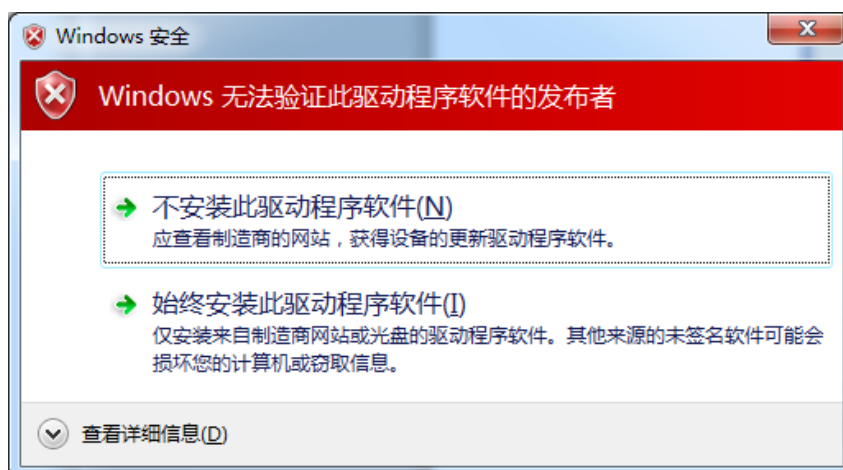 Windows 安全
Windows 无法验证此驱动程序软件的发布者
不安装此驱动程序软件(N)
应查看制造商的网站，获得设备的更新驱动程序软件。
始终安装此驱动程序软件(I)
仅安装来自制造商网站或光盘的驱动程序软件。其他来源的未签名软件可能会
损坏您的计算机或窃取信息。
查看详细信息(D)